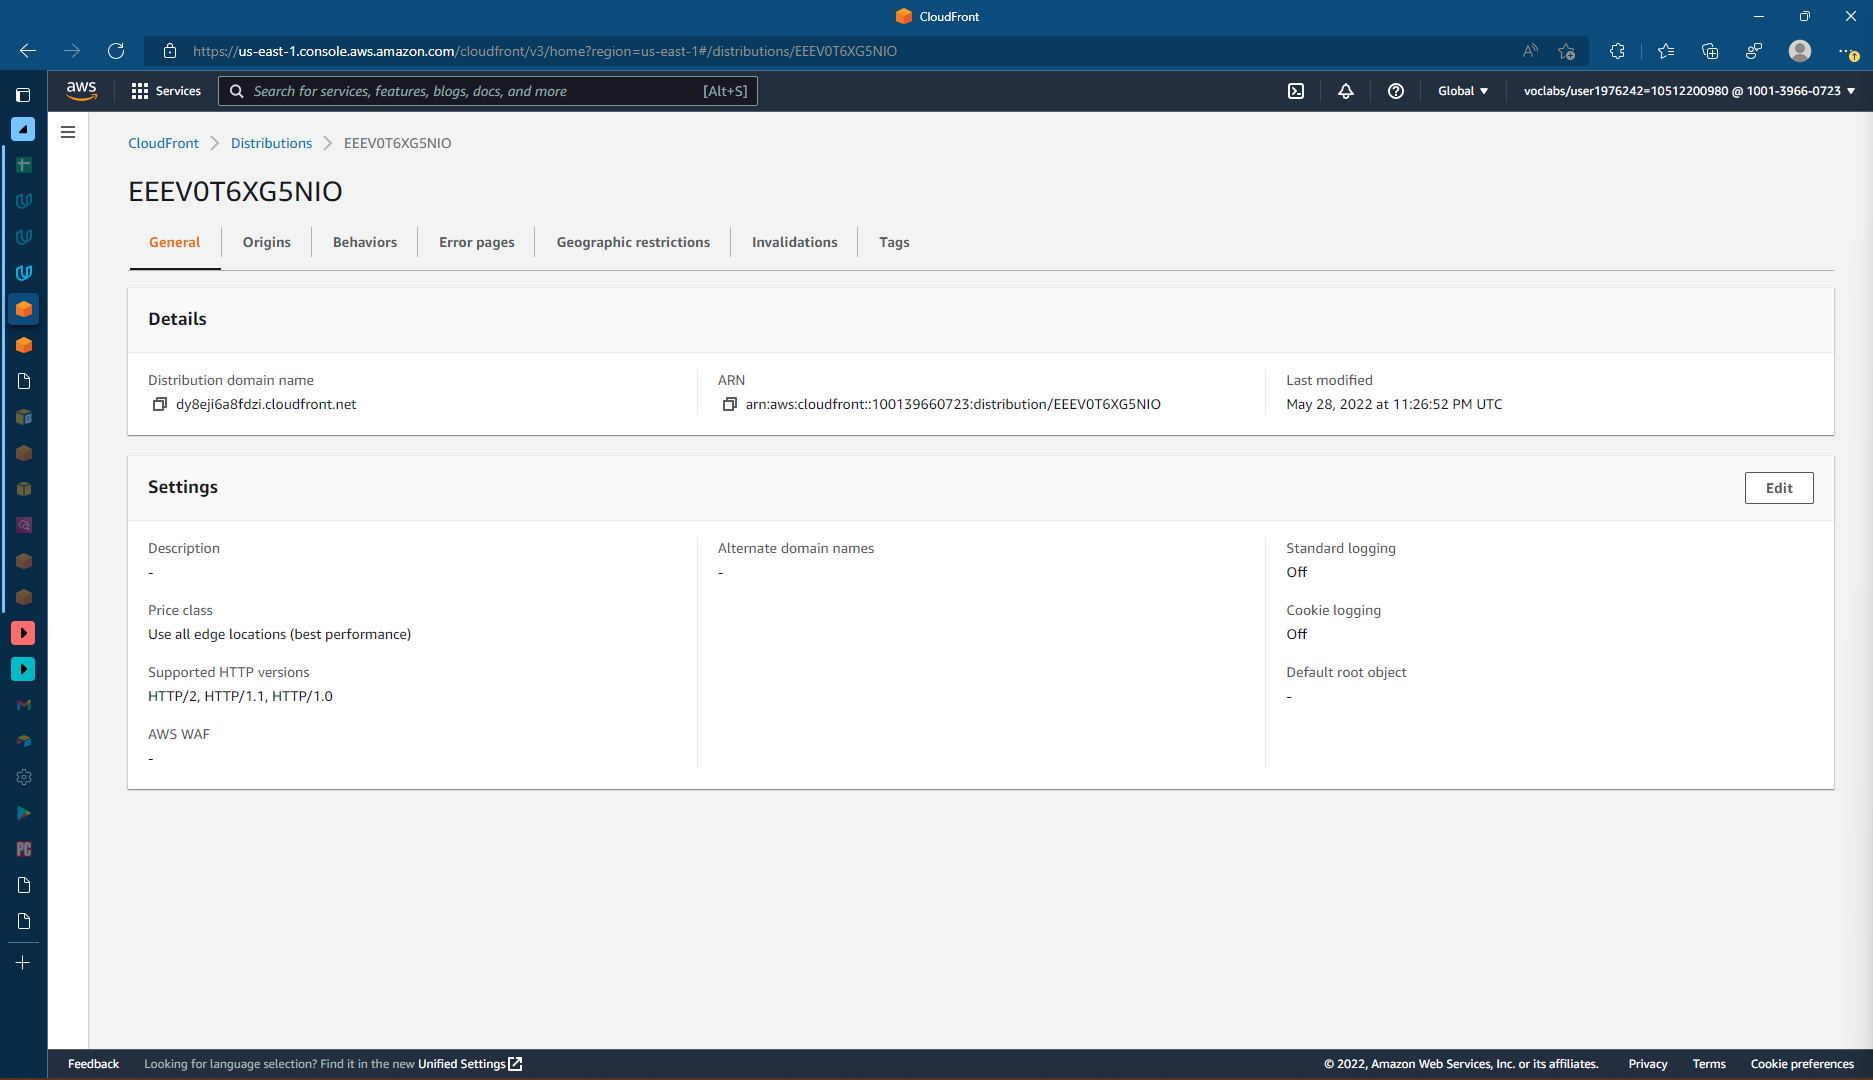 CloudFront
https://us-east-1.console.aws.amazon.com/cloudfront/v3/home?region=us-east-1#/distributions/EEEV0T6XG5NIO
aws Services Search for services, features, blogs, docs, and more [Alt+S] Global voclabs/user1976242=10512200980 @ 1001-3966-0723
CloudFront Distributions EEEV0T6XG5NIO
EEEV0T6XG5NIO
General Origins Behaviors Error pages Geographic restrictions Invalidations Tags
Details
Distribution domain name
dy8eji6a8fdzi.cloudfront.net
ARN
arn:aws:cloudfront::100139660723:distribution/EEEV0T6XG5NIO
Last modified
May 28, 2022 at 11:26:52 PM UTC
Settings
Edit
Description
-
Price class
Use all edge locations (best performance)
Supported HTTP versions
HTTP/2, HTTP/1.1, HTTP/1.0
AWS WAF
-
Alternate domain names
-
Standard logging
Off
Cookie logging
Off
Default root object
-
PC
Feedback Looking for language selection? Find it in the new Unified Settings © 2022, Amazon Web Services, Inc. or its affiliates. Privacy Terms Cookie preferences